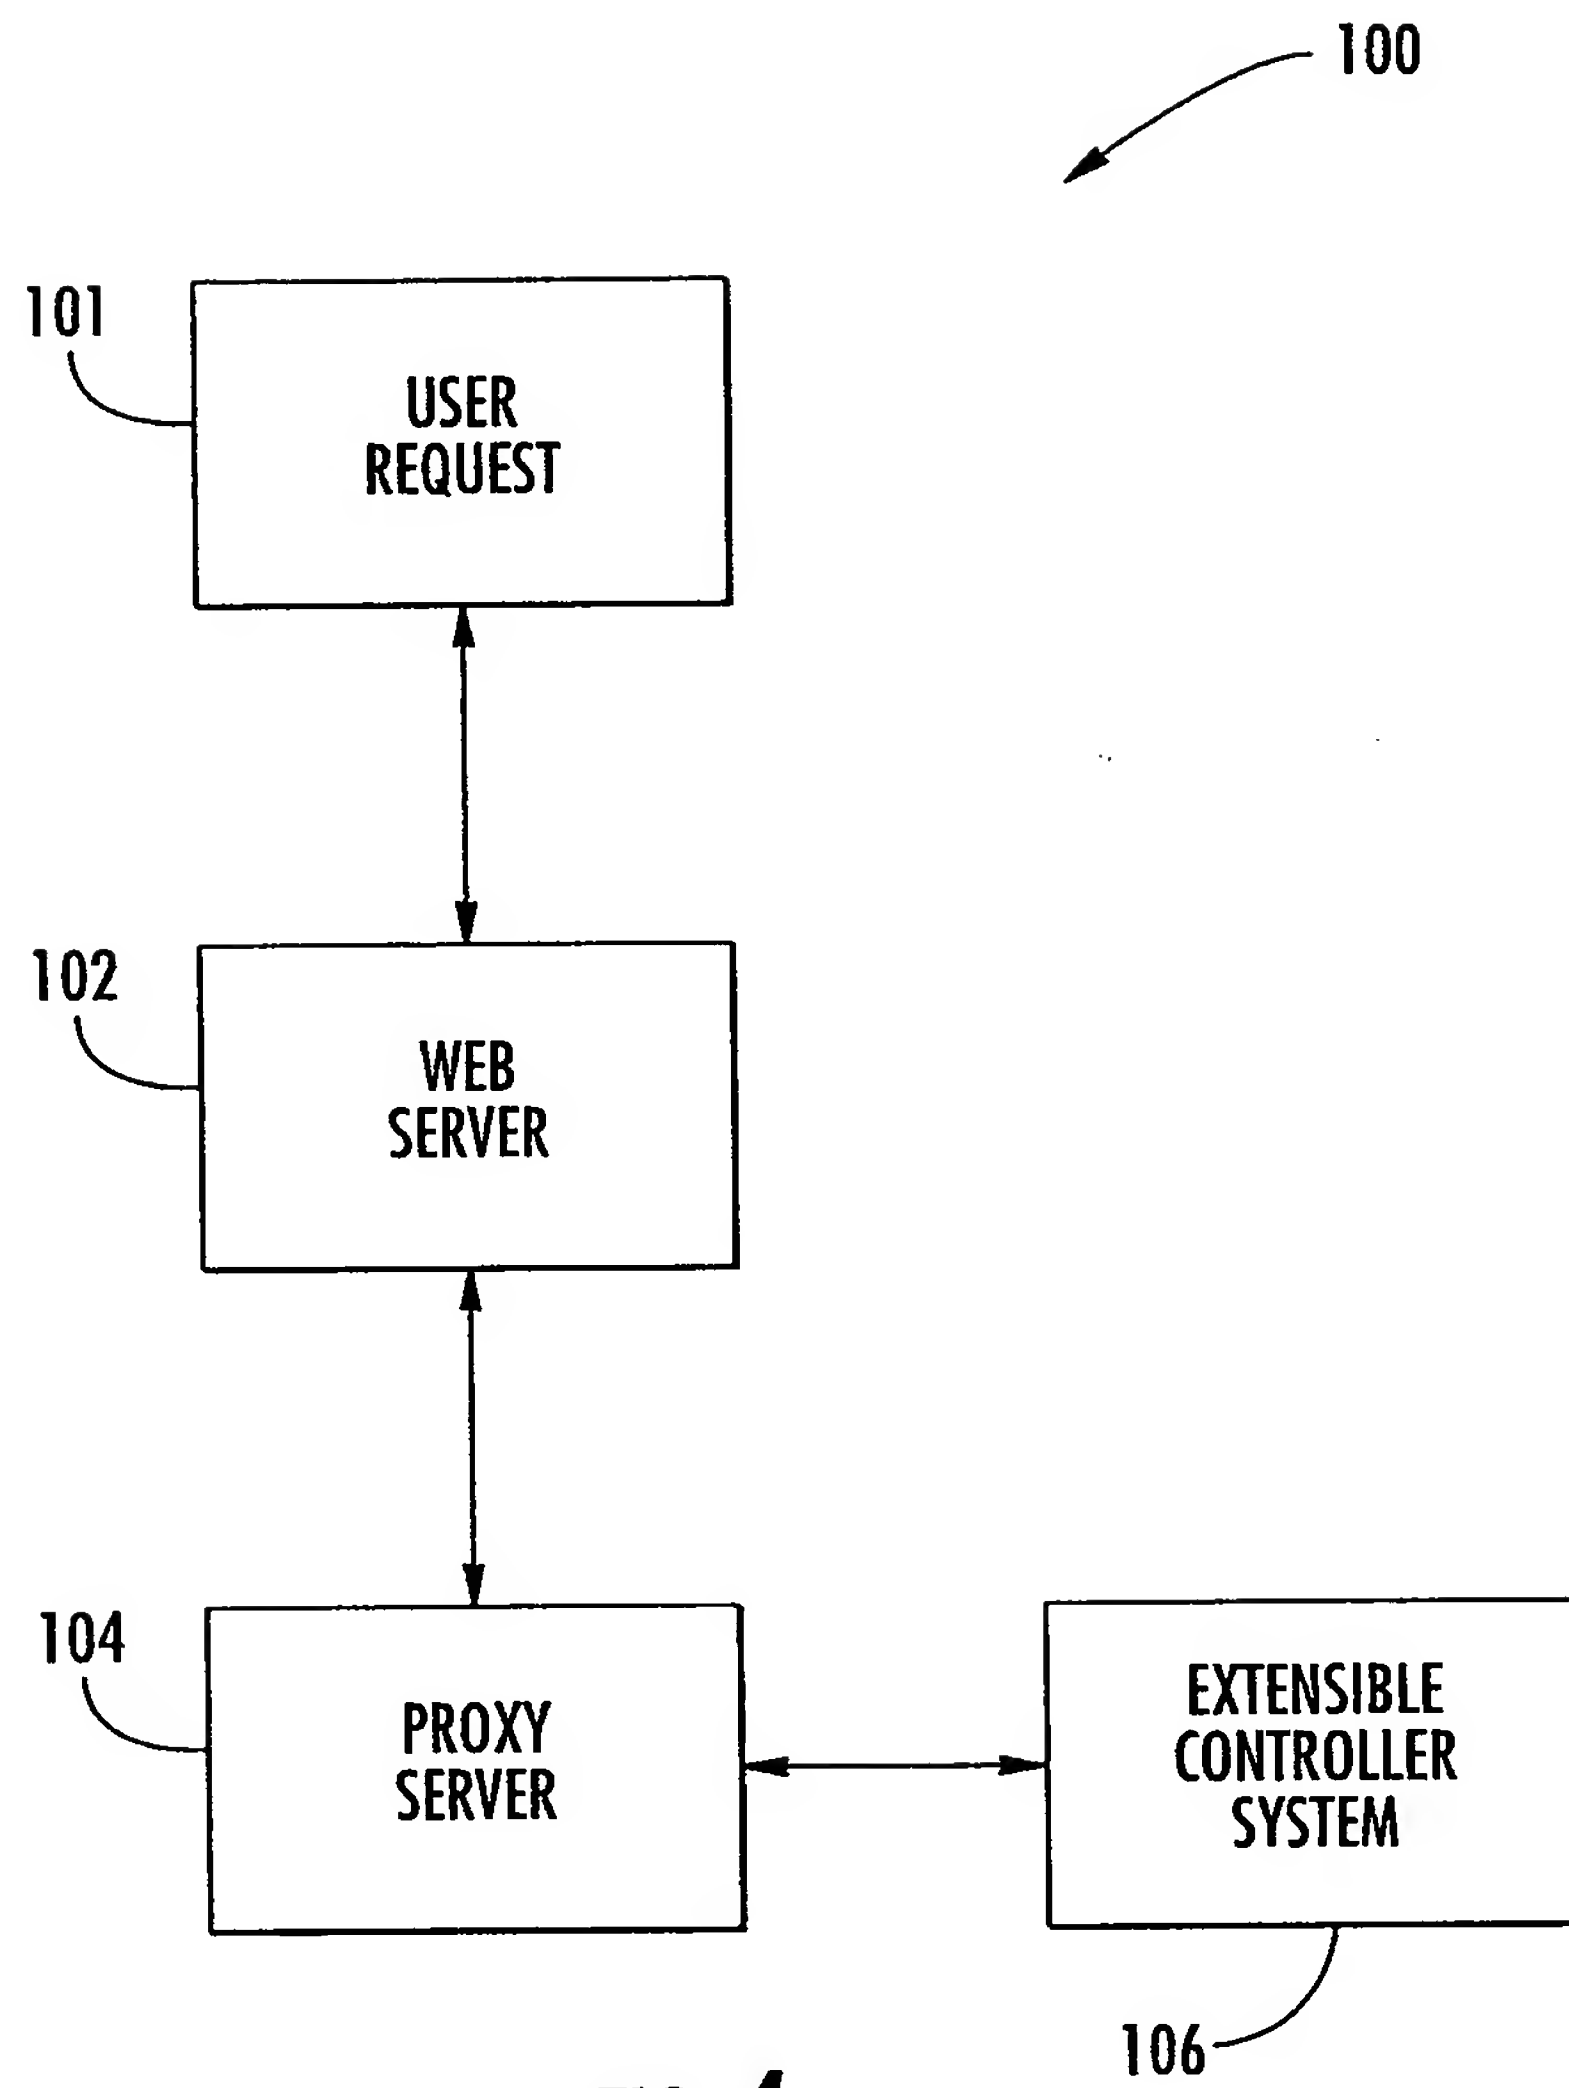 100
101
USER
REQUEST
102
WEB
SERVER
104
PROXY
SERVER
EXTENSIBLE
CONTROLLER
SYSTEM
106